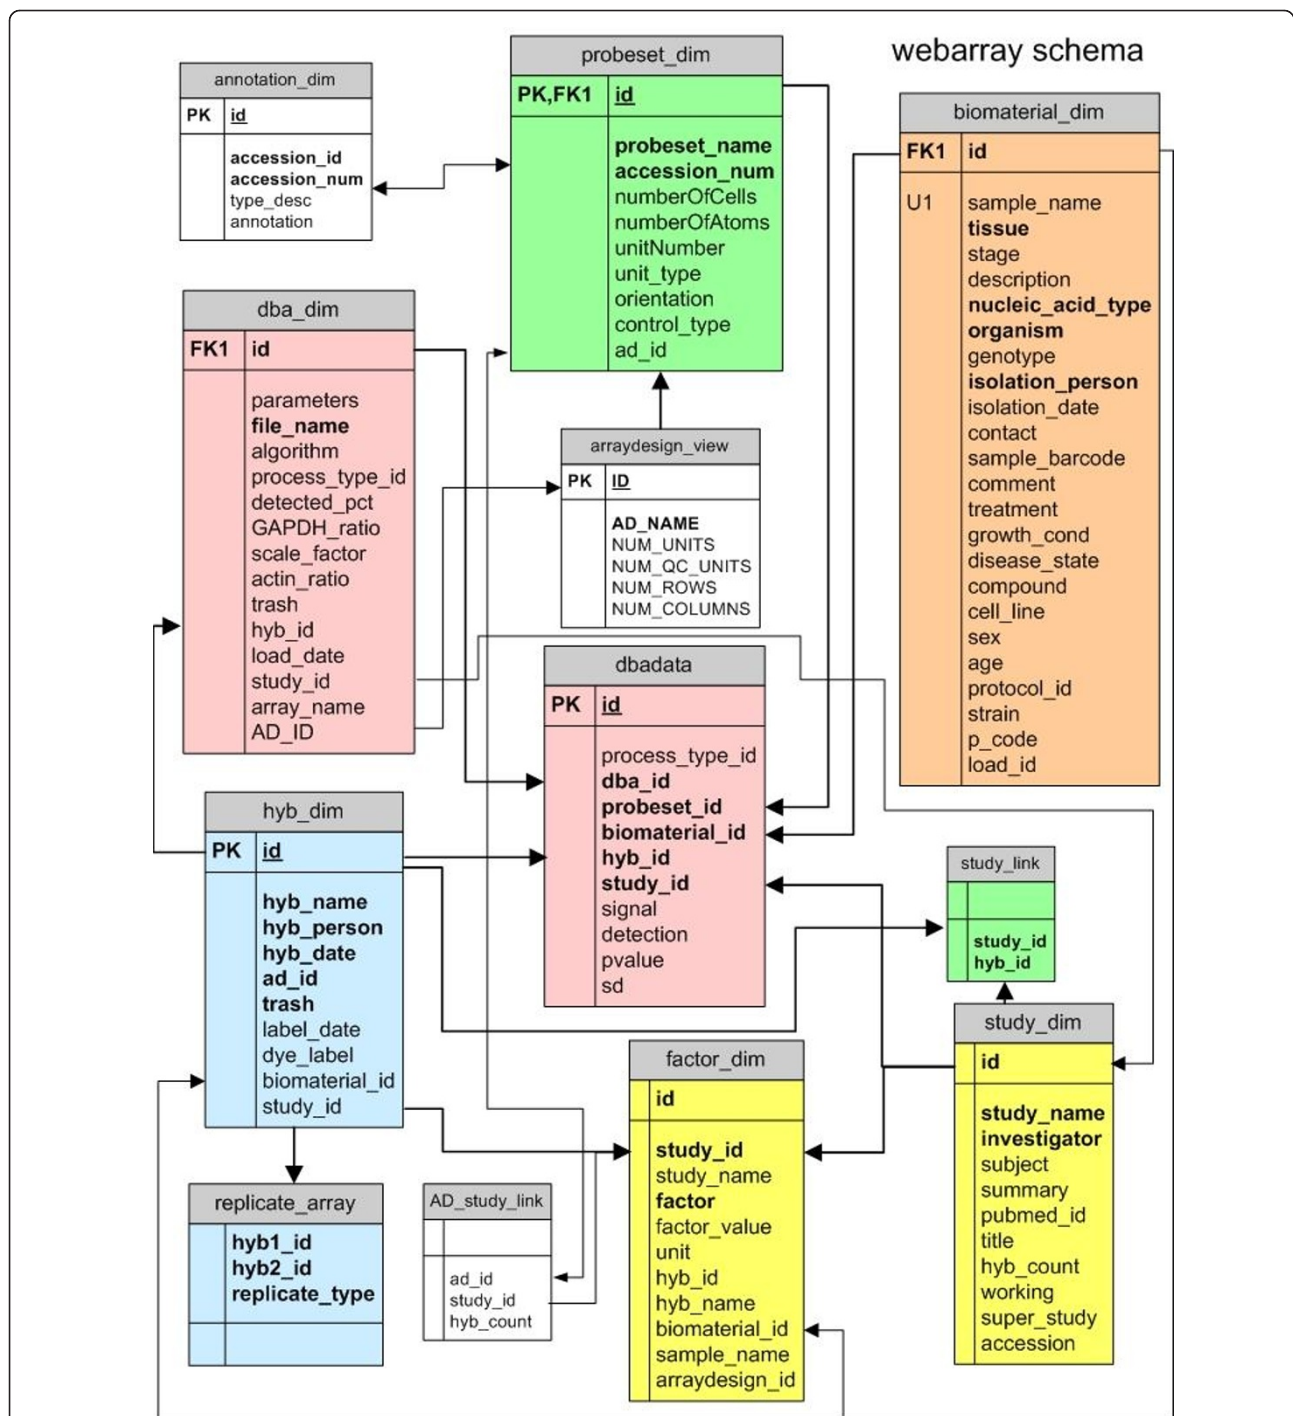 webarray schema
annotation_dim
PK id
accession_id
accession_num
type_desc
annotation
probeset_dim
PK,FK1 id
probeset_name
accession_num
numberOfCells
numberOfAtoms
unitNumber
unit_type
orientation
control_type
ad_id
biomaterial_dim
FK1 id
U1 sample_name
tissue
stage
description
nucleic_acid_type
organism
genotype
isolation_person
isolation_date
contact
sample_barcode
comment
treatment
growth_cond
disease_state
compound
cell_line
sex
age
protocol_id
strain
p_code
load_id
dba_dim
FK1 id
parameters
file_name
algorithm
process_type_id
detected_pct
GAPDH_ratio
scale_factor
actin_ratio
trash
hyb_id
load_date
study_id
array_name
AD_ID
arraydesign_view
PK ID
AD_NAME
NUM_UNITS
NUM_QC_UNITS
NUM_ROWS
NUM_COLUMNS
dbadata
PK id
process_type_id
dba_id
probeset_id
biomaterial_id
hyb_id
study_id
signal
detection
pvalue
sd
hyb_dim
PK id
hyb_name
hyb_person
hyb_date
ad_id
trash
label_date
dye_label
biomaterial_id
study_id
study_link
study_id
hyb_id
study_dim
id
study_name
investigator
subject
summary
pubmed_id
title
hyb_count
working
super_study
accession
factor_dim
id
study_id
study_name
factor
factor_value
unit
hyb_id
hyb_name
biomaterial_id
sample_name
arraydesign_id
replicate_array
hyb1_id
hyb2_id
replicate_type
AD_study_link
ad_id
study_id
hyb_count